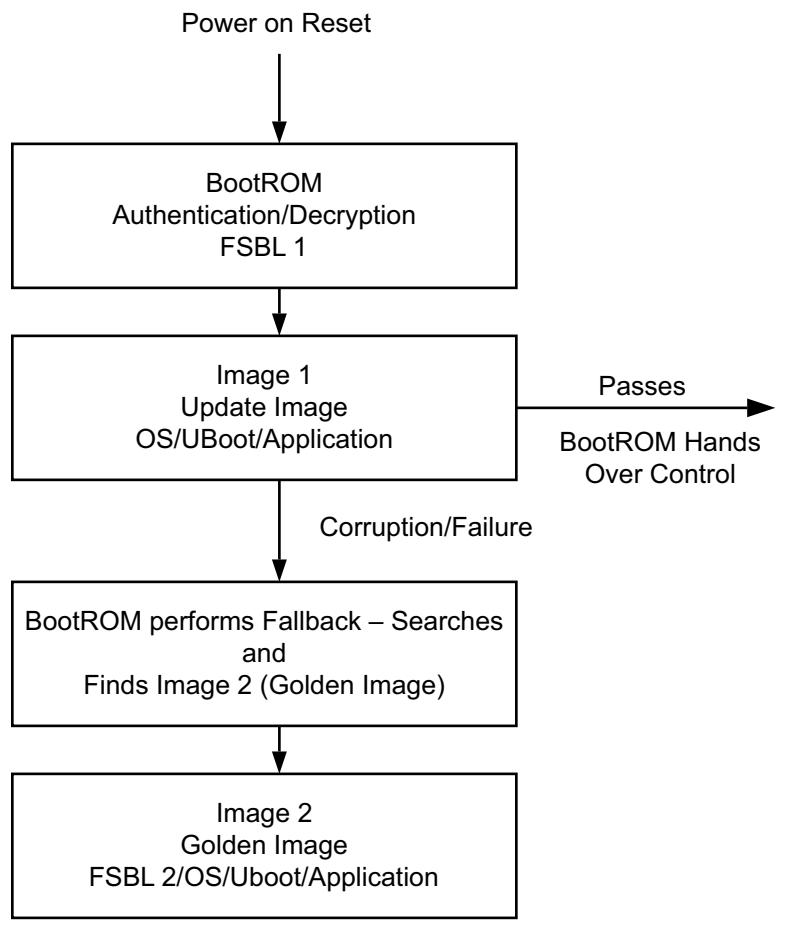 Power on Reset
BootROM
Authentication/Decryption
FSBL 1
Image 1
Update Image
OS/UBoot/Application
Passes
BootROM Hands
Over Control
Corruption/Failure
BootROM performs Fallback – Searches
and
Finds Image 2 (Golden Image)
Image 2
Golden Image
FSBL 2/OS/Uboot/Application